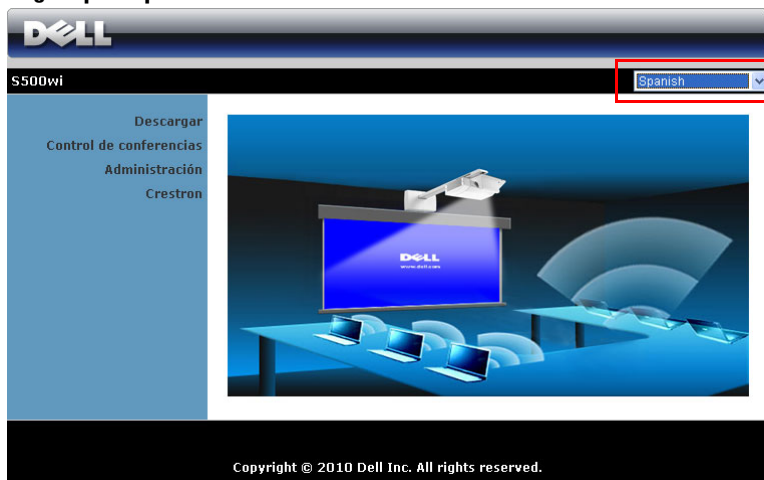 DELL
S500wi
Spanish
Descargar
Control de conferencias
Administración
Crestron
DELL
www.dell.com
Copyright © 2010 Dell Inc. All rights reserved.